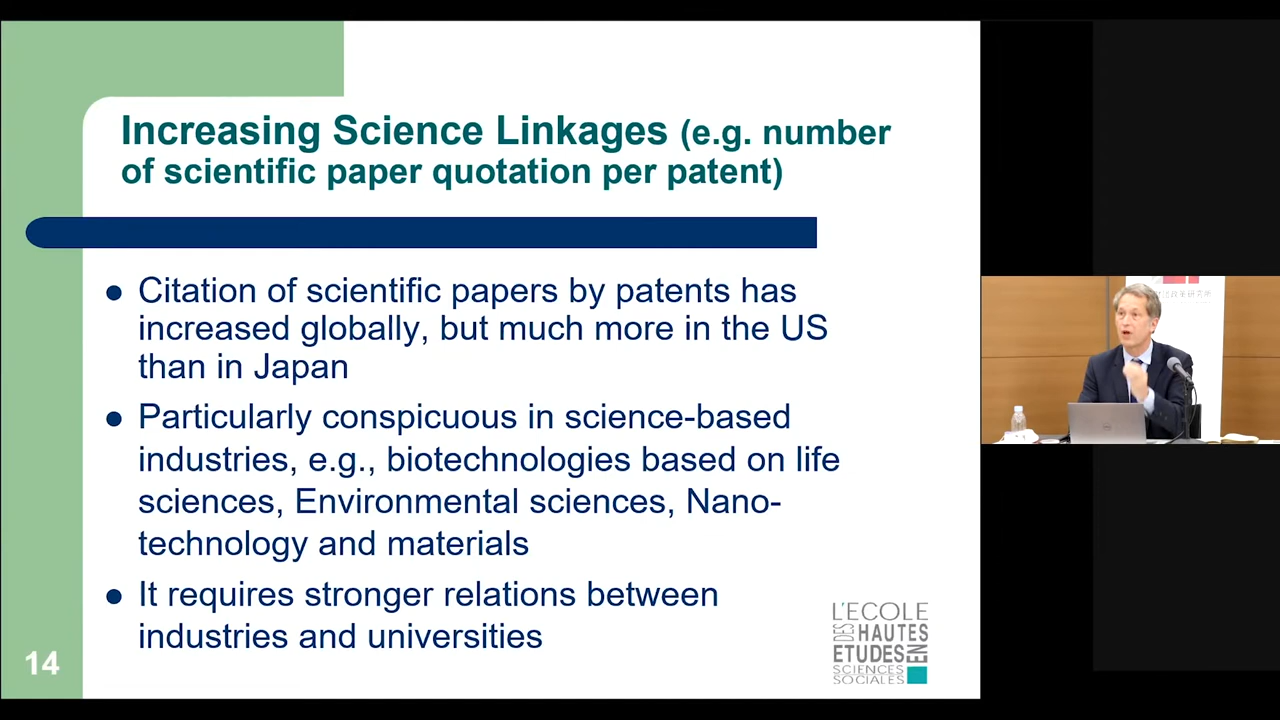 Increasing Science Linkages (e.g. number
of scientific paper quotation per patent)
● Citation of scientific papers by patents has
increased globally, but much more in the US
than in Japan
● Particularly conspicuous in science-based
industries, e.g., biotechnologies based on life
sciences, Environmental sciences, Nano-
technology and materials
● It requires stronger relations between
industries and universities
14
L'ECOLE
DES HAUTES
ETUDES EN
SCIENCES
SOCIALES